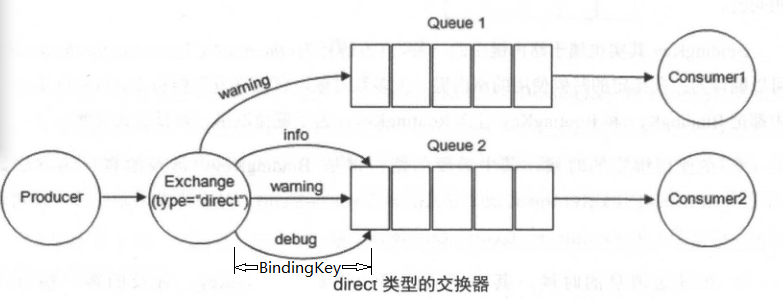 Queue 1
Consumer1
warning
info
Queue 2
Producer
Exchange
(type="direct")
warning
Consumer2
debug
BindingKey
direct 类型的交换器